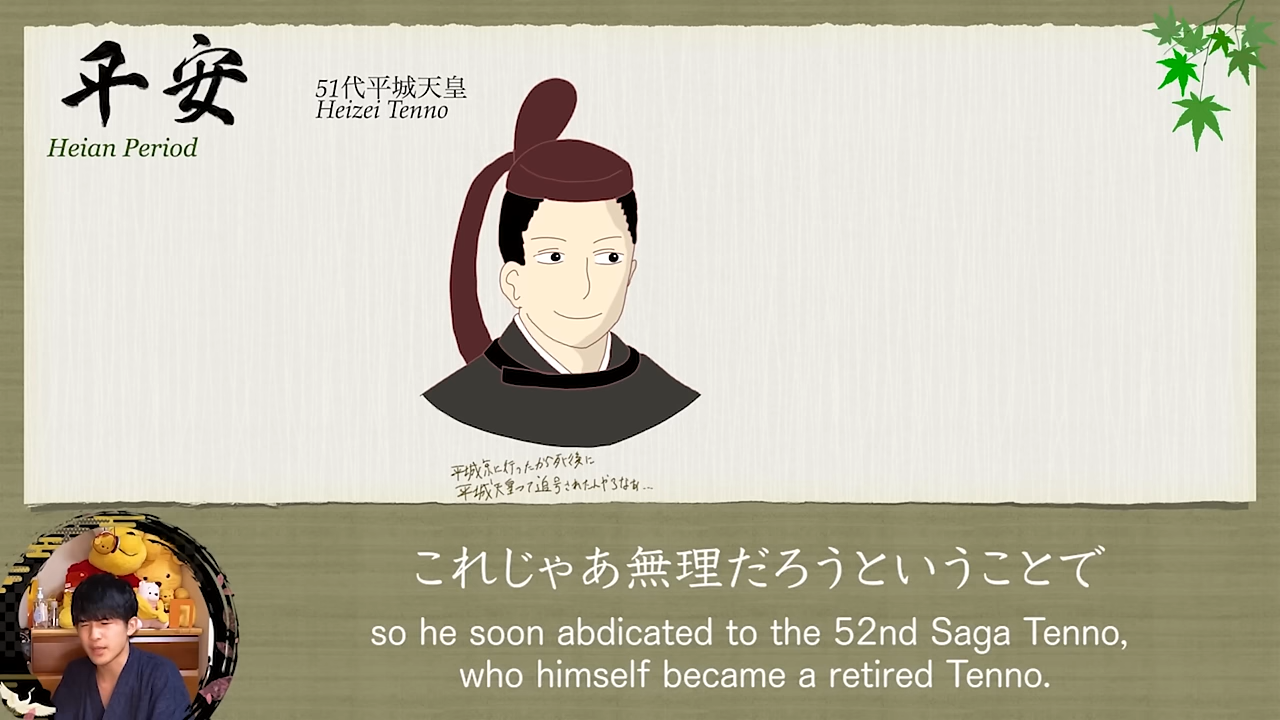 平安
Heian Period
51代平城天皇
Heizei Tenno
平城京に行ったから死後に
平城天皇って追号されたんやろなぁ...
これじゃあ無理だろうということで
so he soon abdicated to the 52nd Saga Tenno,
who himself became a retired Tenno.